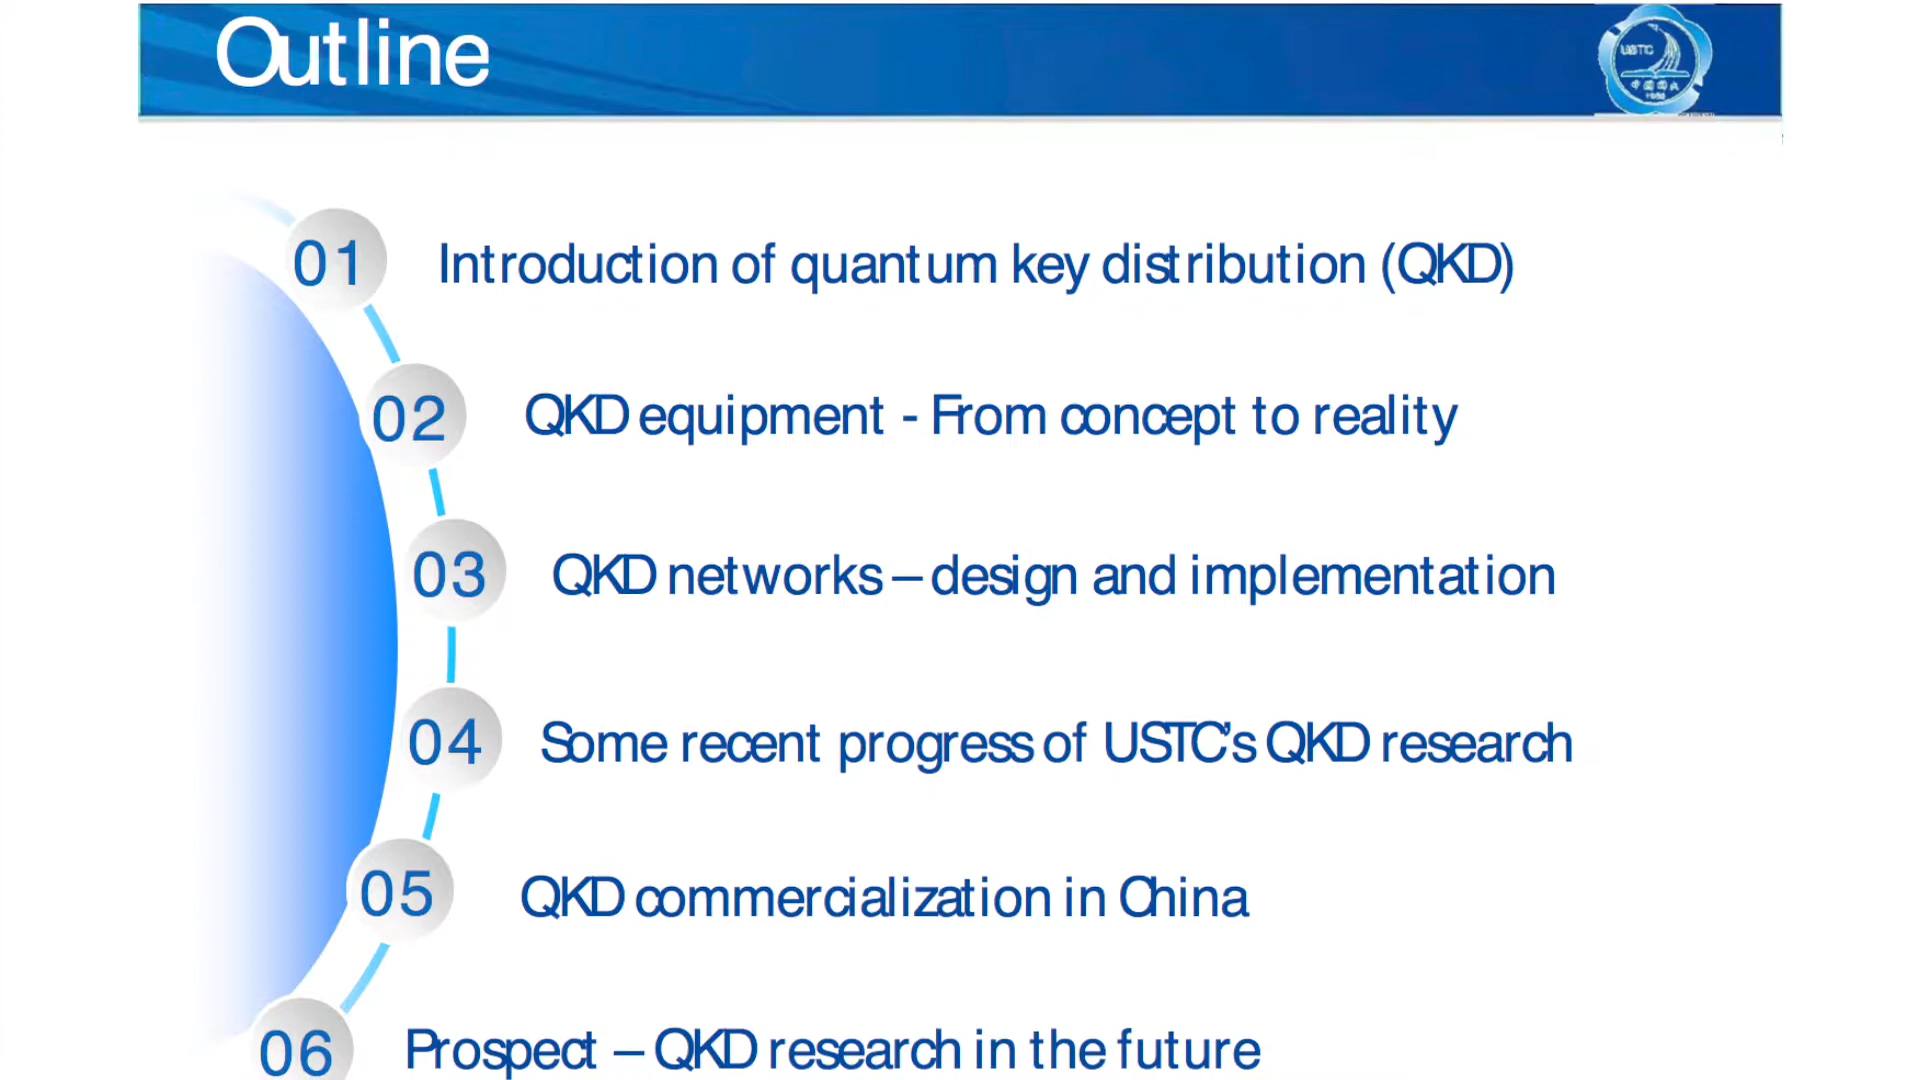 Outline
USTC
01 Introduction of quantum key distribution (QKD)
02 QKD equipment - From concept to reality
03 QKD networks – design and implementation
04 Some recent progress of USTC's QKD research
05 QKD commercialization in China
06 Prospect – QKD research in the future